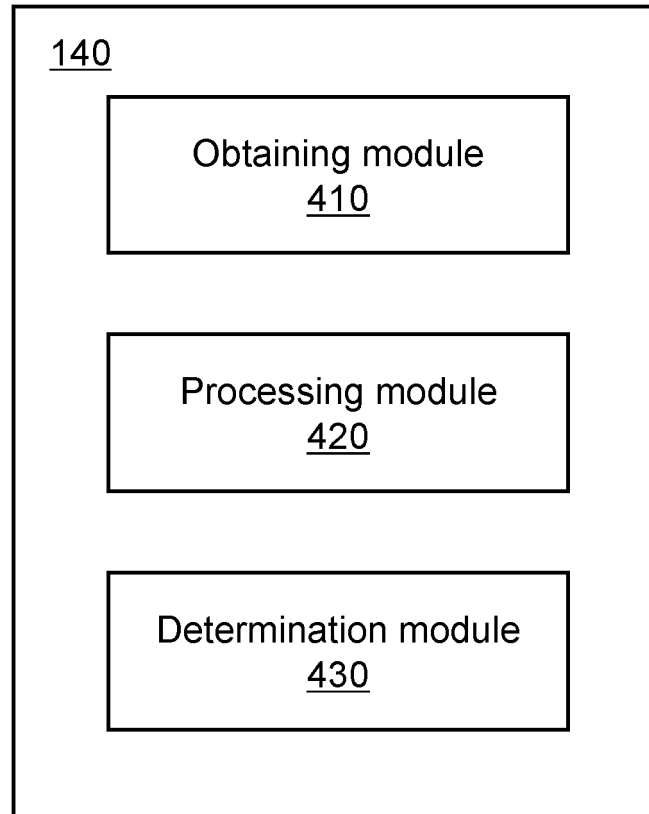 140
Obtaining module
410
Processing module
420
Determination module
430